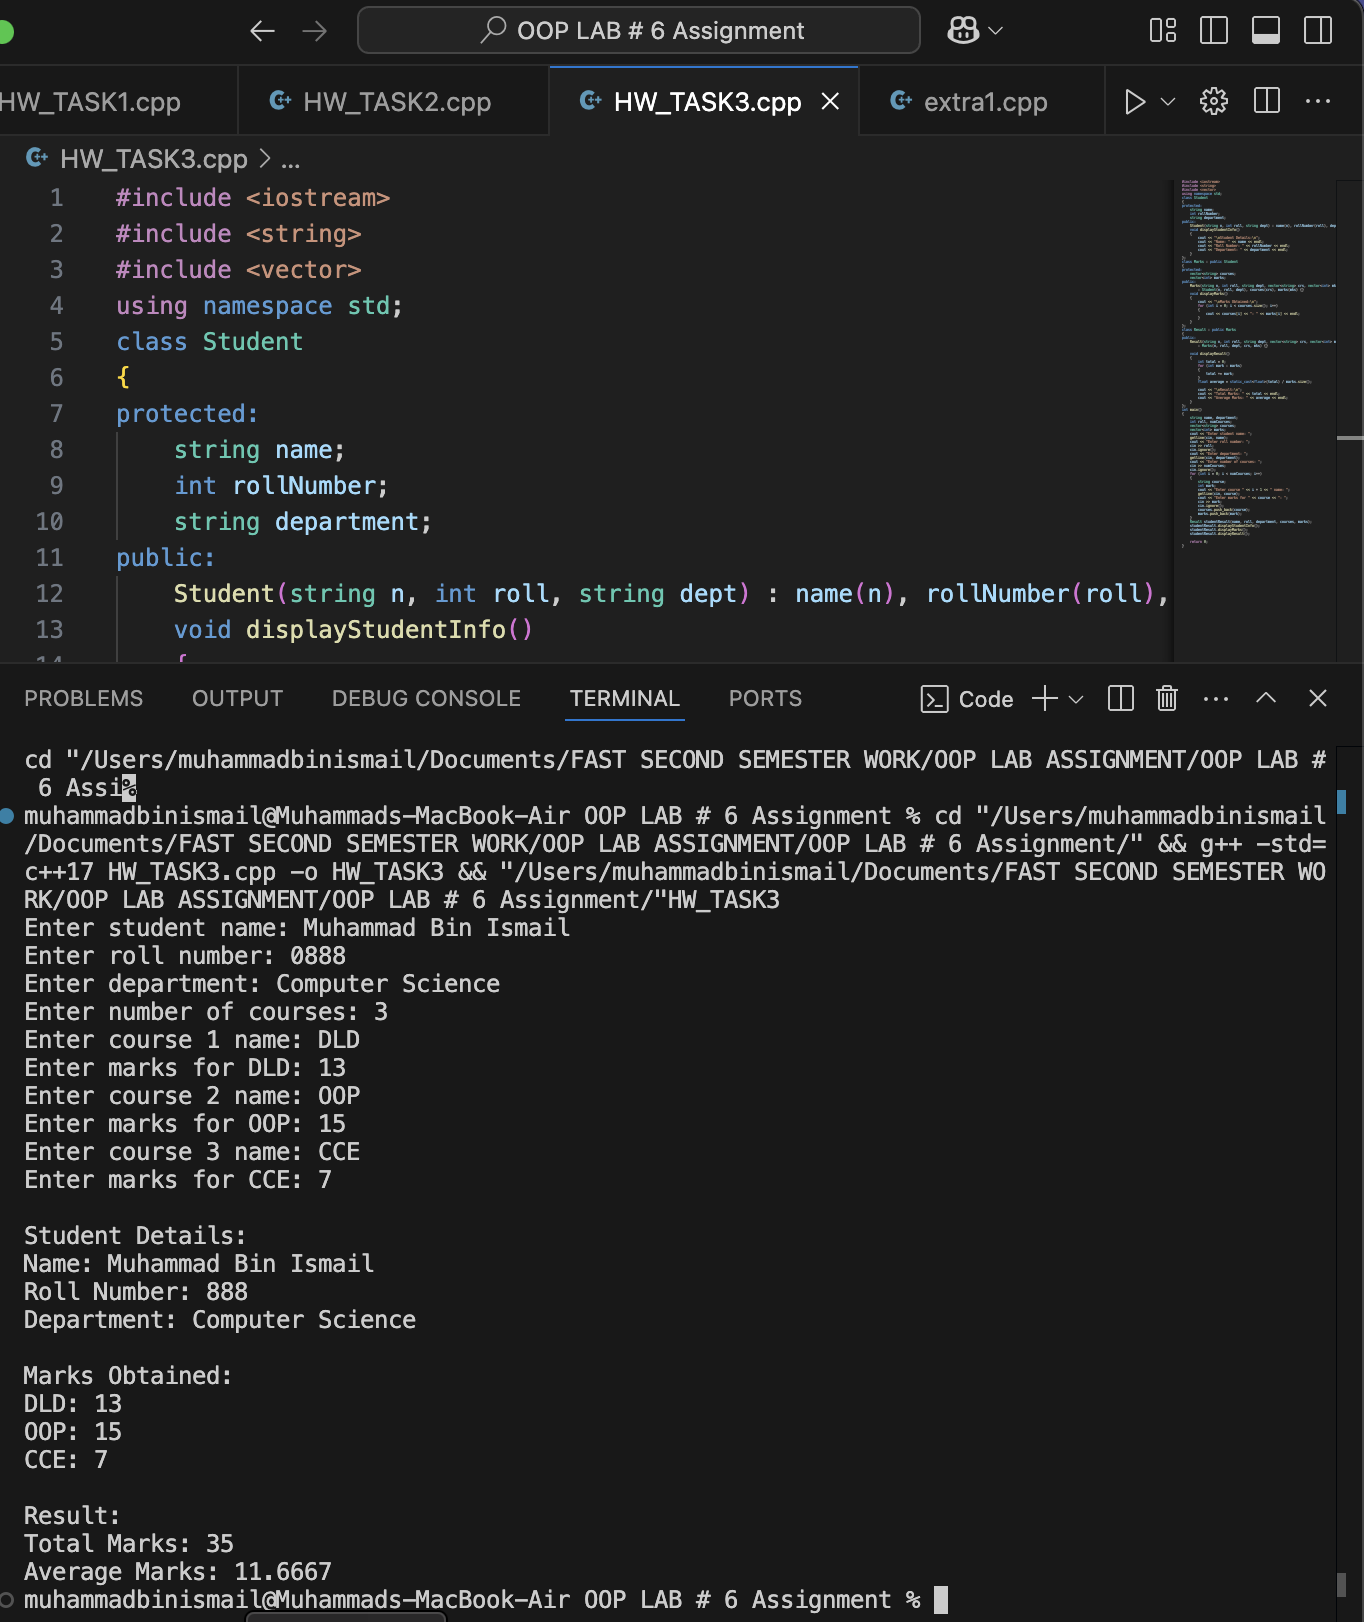 OOP LAB # 6 Assignment
HW_TASK1.cpp
HW_TASK2.cpp
HW_TASK3.cpp
extra1.cpp
HW_TASK3.cpp > ...
1 #include <iostream>
2 #include <string>
3 #include <vector>
4 using namespace std;
5 class Student
6 {
7 protected:
8 string name;
9 int rollNumber;
10 string department;
11 public:
12 Student(string n, int roll, string dept) : name(n), rollNumber(roll),
13 void displayStudentInfo()
14 {
PROBLEMS OUTPUT DEBUG CONSOLE TERMINAL PORTS Code
cd "/Users/muhammadbinismail/Documents/FAST SECOND SEMESTER WORK/OOP LAB ASSIGNMENT/OOP LAB #
6 Assi%
muhammadbinismail@Muhammads-MacBook-Air OOP LAB # 6 Assignment % cd "/Users/muhammadbinismail
/Documents/FAST SECOND SEMESTER WORK/OOP LAB ASSIGNMENT/OOP LAB # 6 Assignment/" && g++ -std=
c++17 HW_TASK3.cpp -o HW_TASK3 && "/Users/muhammadbinismail/Documents/FAST SECOND SEMESTER WO
RK/OOP LAB ASSIGNMENT/OOP LAB # 6 Assignment/"HW_TASK3
Enter student name: Muhammad Bin Ismail
Enter roll number: 0888
Enter department: Computer Science
Enter number of courses: 3
Enter course 1 name: DLD
Enter marks for DLD: 13
Enter course 2 name: OOP
Enter marks for OOP: 15
Enter course 3 name: CCE
Enter marks for CCE: 7
Student Details:
Name: Muhammad Bin Ismail
Roll Number: 888
Department: Computer Science
Marks Obtained:
DLD: 13
OOP: 15
CCE: 7
Result:
Total Marks: 35
Average Marks: 11.6667
muhammadbinismail@Muhammads-MacBook-Air OOP LAB # 6 Assignment %